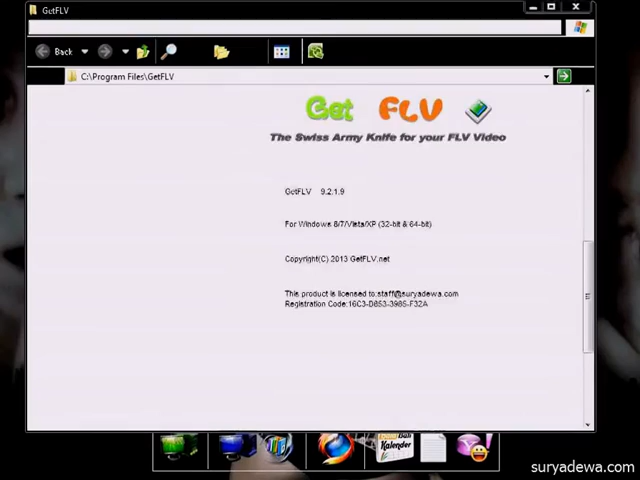 GetFLV
Back
C:\Program Files\GetFLV
Get FLV
The Swiss Army Knife for your FLV Video
GetFLV 9.2.1.9
For Windows 8/7/Vista/XP (32-bit & 64-bit)
Copyright(C) 2013 GetFLV.net
This product is licensed to:staff@suryadewa.com
Registration Code:16C3-D853-3985-F32A
Kalender
suryadewa.com